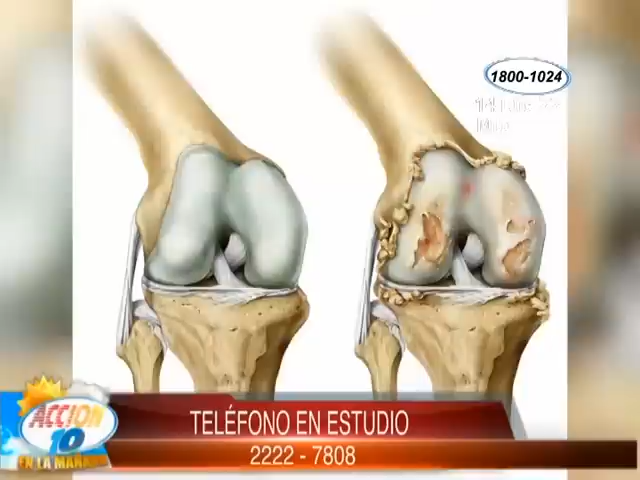 1800-1024
TELÉFONO EN ESTUDIO
2222 - 7808
ACCION
10
EN LA MAÑANA